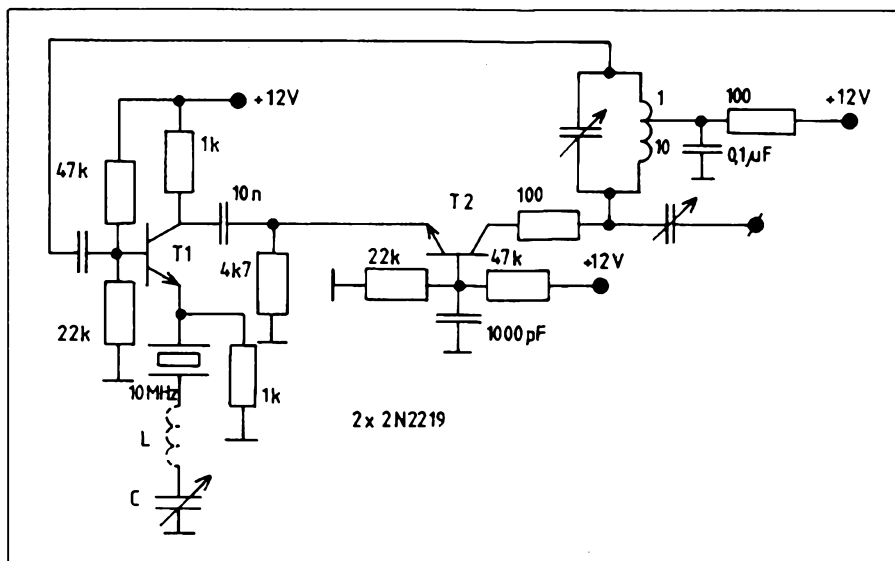 +12V
1k
47k
10n
T1
4k7
22k
10MHz
1k
L
C
T2
100
22k
47k
+12V
1000pF
2x 2N2219
1
10
100
+12V
0,1µF